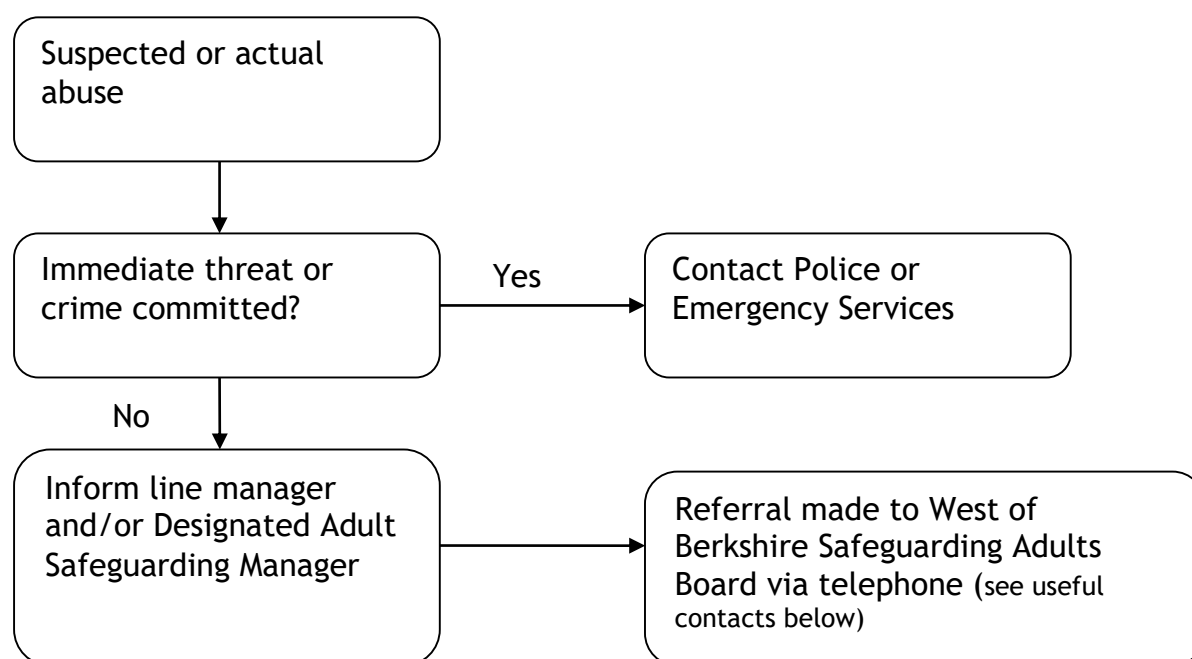 Suspected or actual
abuse
Immediate threat or
crime committed?
Yes
Contact Police or
Emergency Services
No
Inform line manager
and/or Designated Adult
Safeguarding Manager
Referral made to West of
Berkshire Safeguarding Adults
Board via telephone (see useful
contacts below)